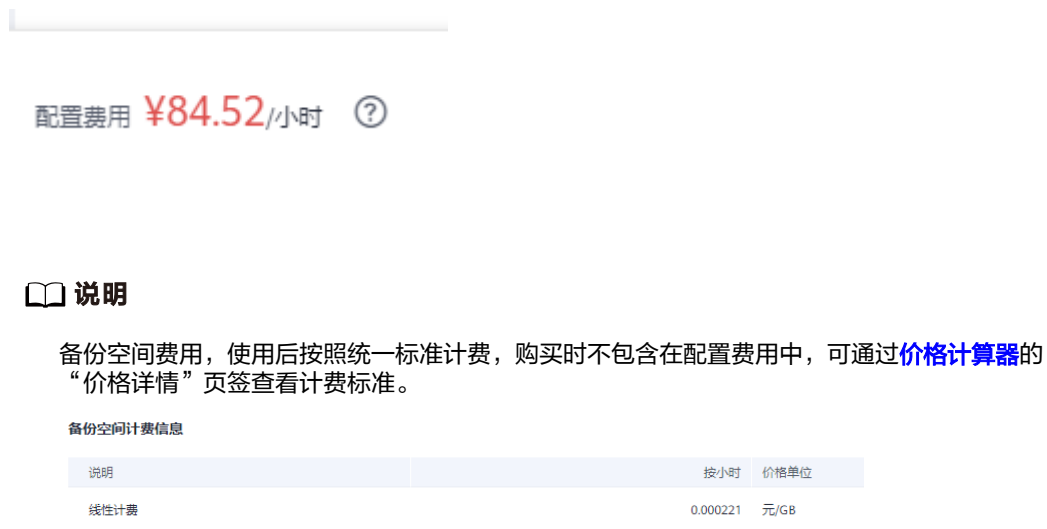 配置费用 ¥84.52/小时 ?
说明
备份空间费用，使用后按照统一标准计费，购买时不包含在配置费用中，可通过价格计算器的
“价格详情”页签查看计费标准。
备份空间计费信息
说明 按小时 价格单位
线性计费 0.000221 元/GB